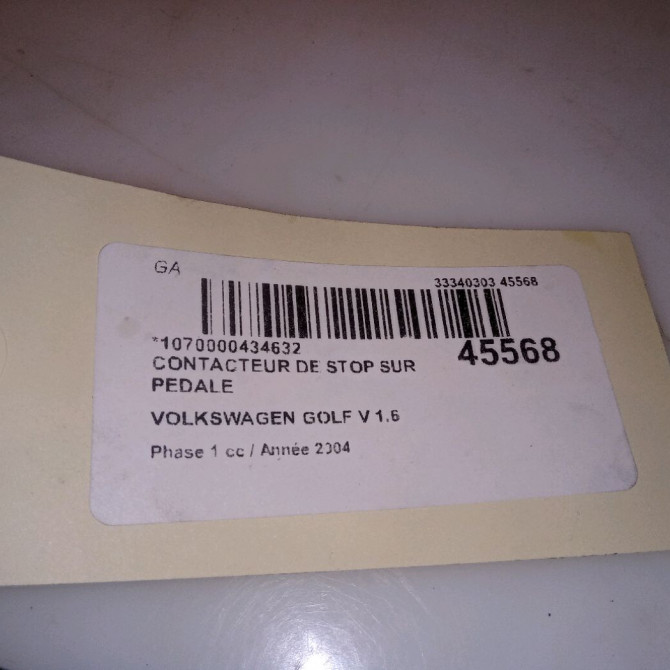 GA
33340303 45568
*1070000434632
45568
CONTACTEUR DE STOP SUR
PEDALE
VOLKSWAGEN GOLF V 1.6
Phase 1 cc / Année 2004